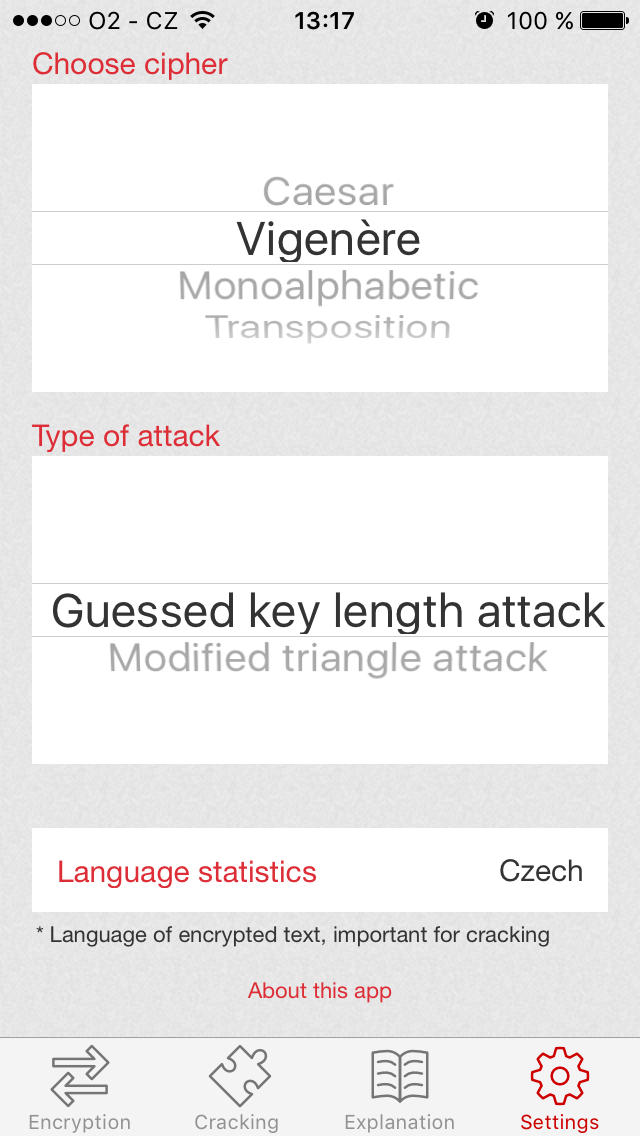 O2 - CZ 13:17 100 %
Choose cipher
Caesar
Vigenère
Monoalphabetic
Transposition
Type of attack
Guessed key length attack
Modified triangle attack
Language statistics Czech
* Language of encrypted text, important for cracking
About this app
Encryption Cracking Explanation Settings